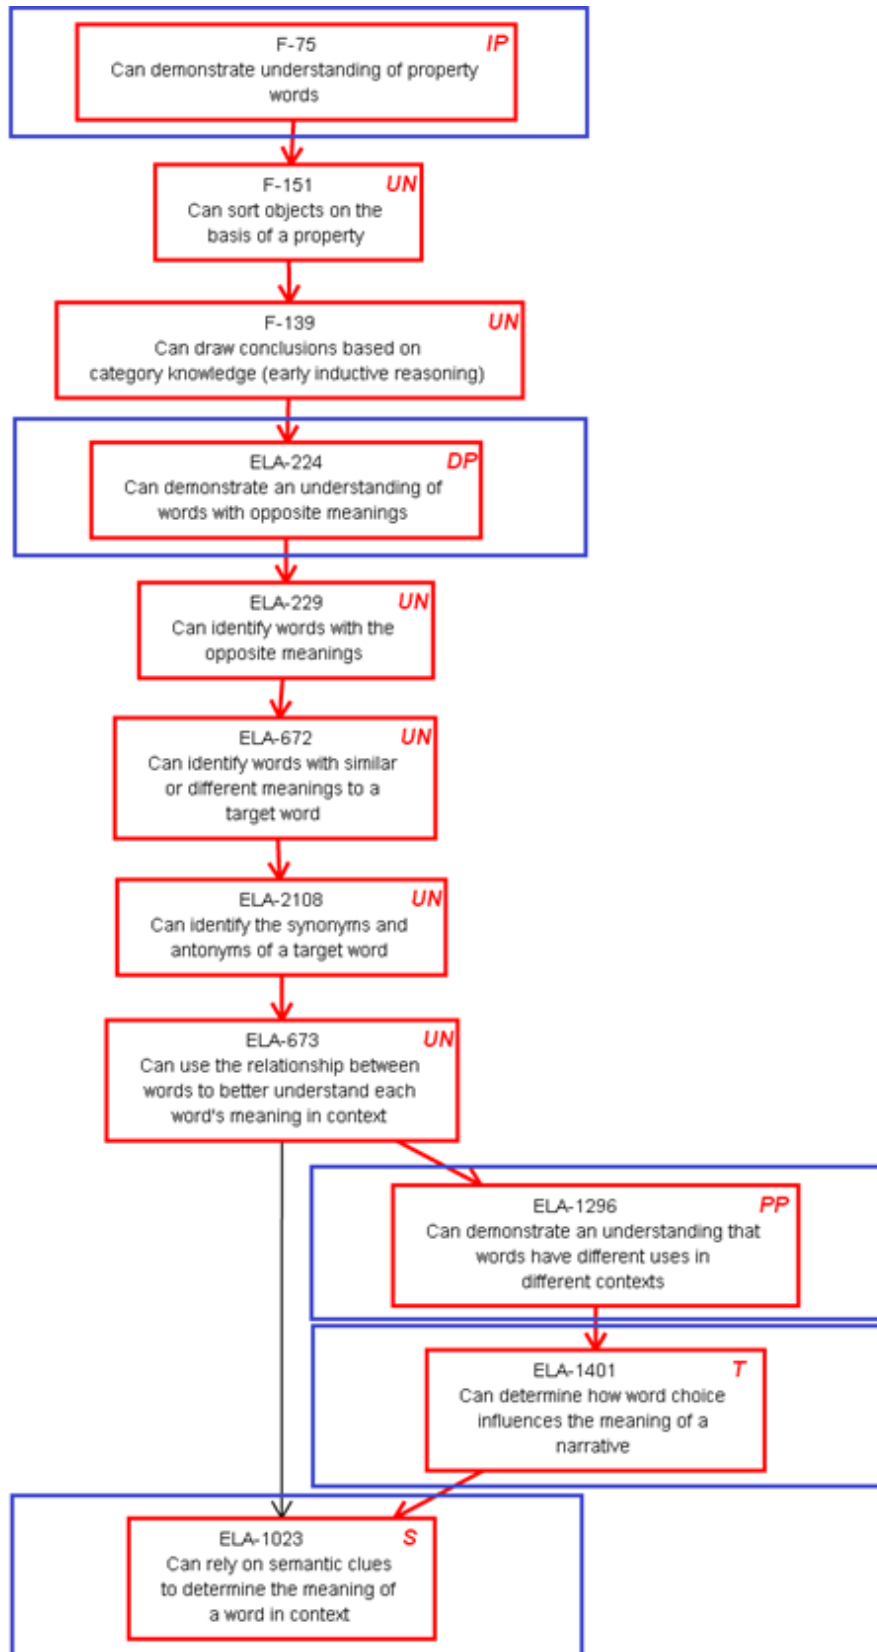 F-75 IP
Can demonstrate understanding of property
words
F-151 UN
Can sort objects on the
basis of a property
F-139 UN
Can draw conclusions based on
category knowledge (early inductive reasoning)
ELA-224 DP
Can demonstrate an understanding of
words with opposite meanings
ELA-229 UN
Can identify words with the
opposite meanings
ELA-672 UN
Can identify words with similar
or different meanings to a
target word
ELA-2108 UN
Can identify the synonyms and
antonyms of a target word
ELA-673 UN
Can use the relationship between
words to better understand each
word's meaning in context
ELA-1296 PP
Can demonstrate an understanding that
words have different uses in
different contexts
ELA-1401 T
Can determine how word choice
influences the meaning of a
narrative
ELA-1023 S
Can rely on semantic clues
to determine the meaning of
a word in context